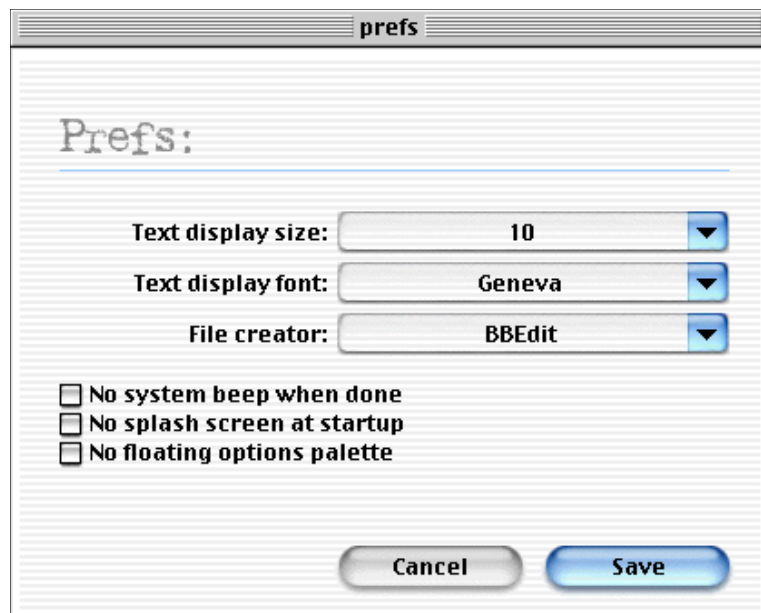 prefs
Prefs:
Text display size: 10
Text display font: Geneva
File creator: BBEdit
No system beep when done
No splash screen at startup
No floating options palette
Cancel Save